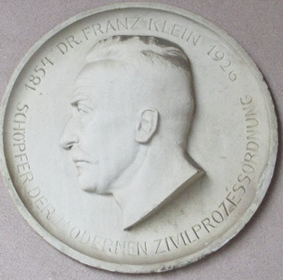 1854 DR. FRANZ KLEIN 1926
SCHÖPFER DER MODERNEN ZIVILPROZESSORDNUNG